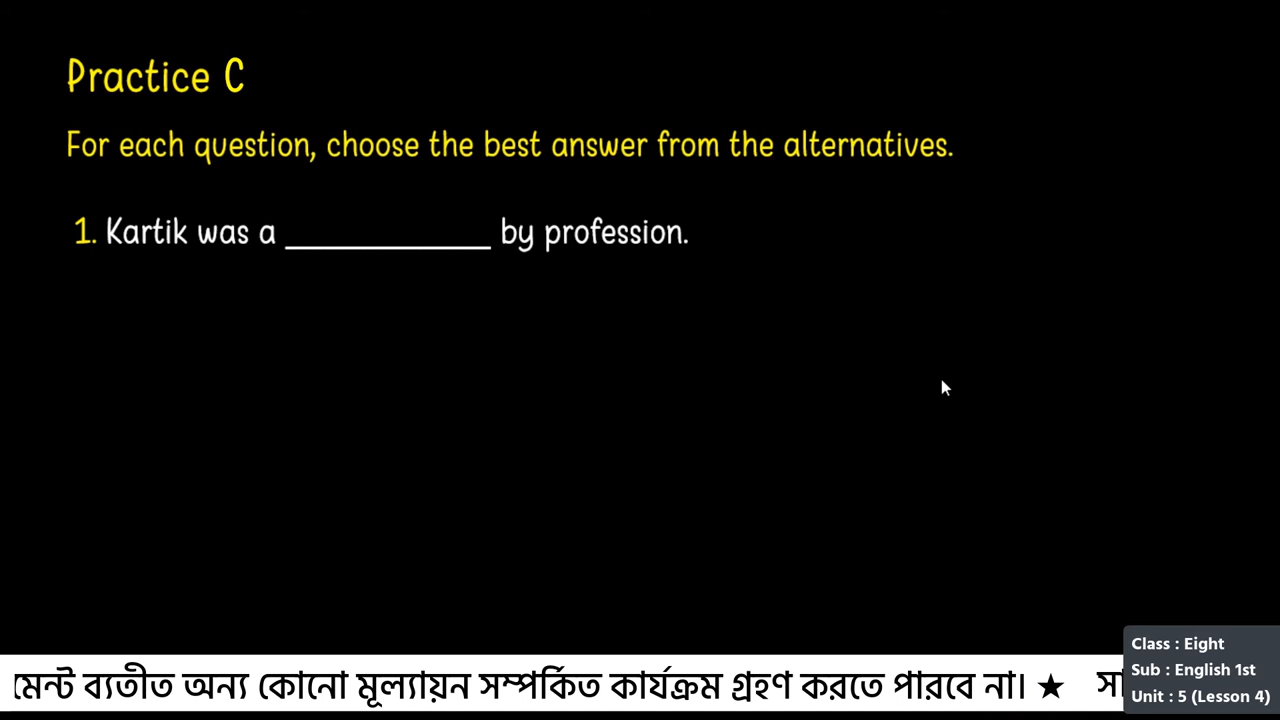 Practice C
For each question, choose the best answer from the alternatives.
1. Kartik was a ____________ by profession.
Class : Eight
Sub : English 1st
Unit : 5 (Lesson 4)
ব্যতীত অন্য কোনো মূল্যায়ন সম্পর্কিত কার্যক্রম গ্রহণ করতে পারবে না। ★